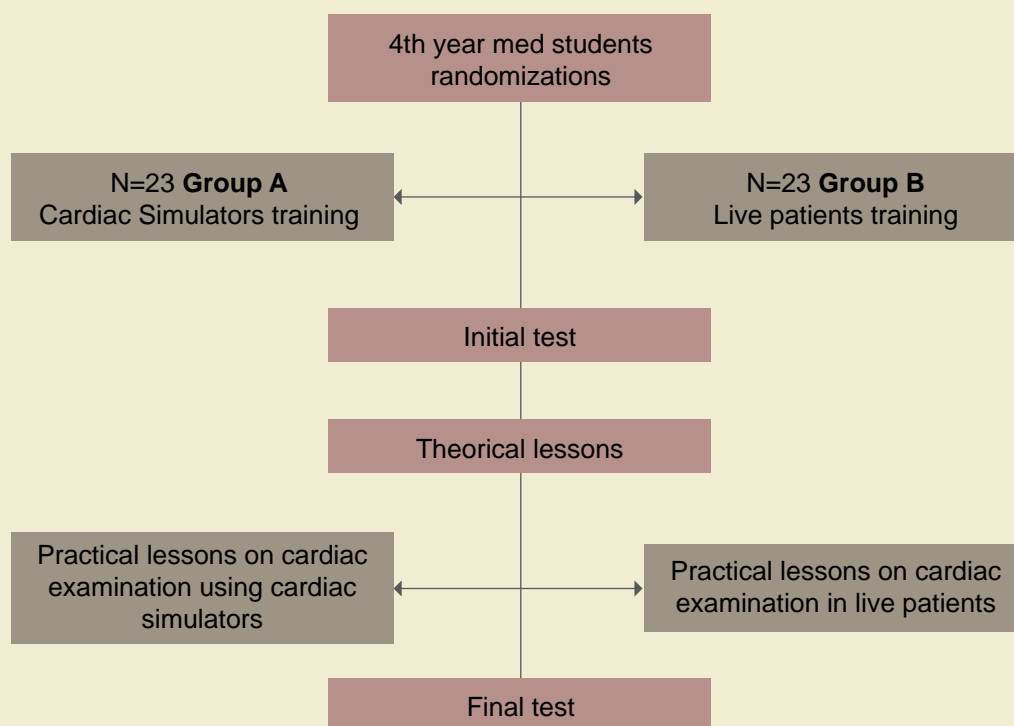 4th year med students
randomizations
N=23 Group A
Cardiac Simulators training
N=23 Group B
Live patients training
Initial test
Theorical lessons
Practical lessons on cardiac
examination using cardiac
simulators
Practical lessons on cardiac
examination in live patients
Final test